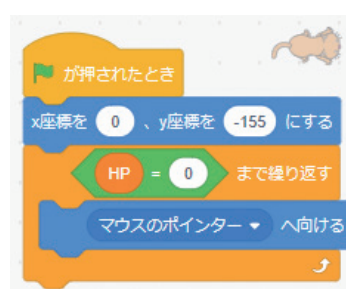 が押されたとき
x座標を 0 、y座標を -155 にする
HP = 0 まで繰り返す
マウスのポインター へ向ける